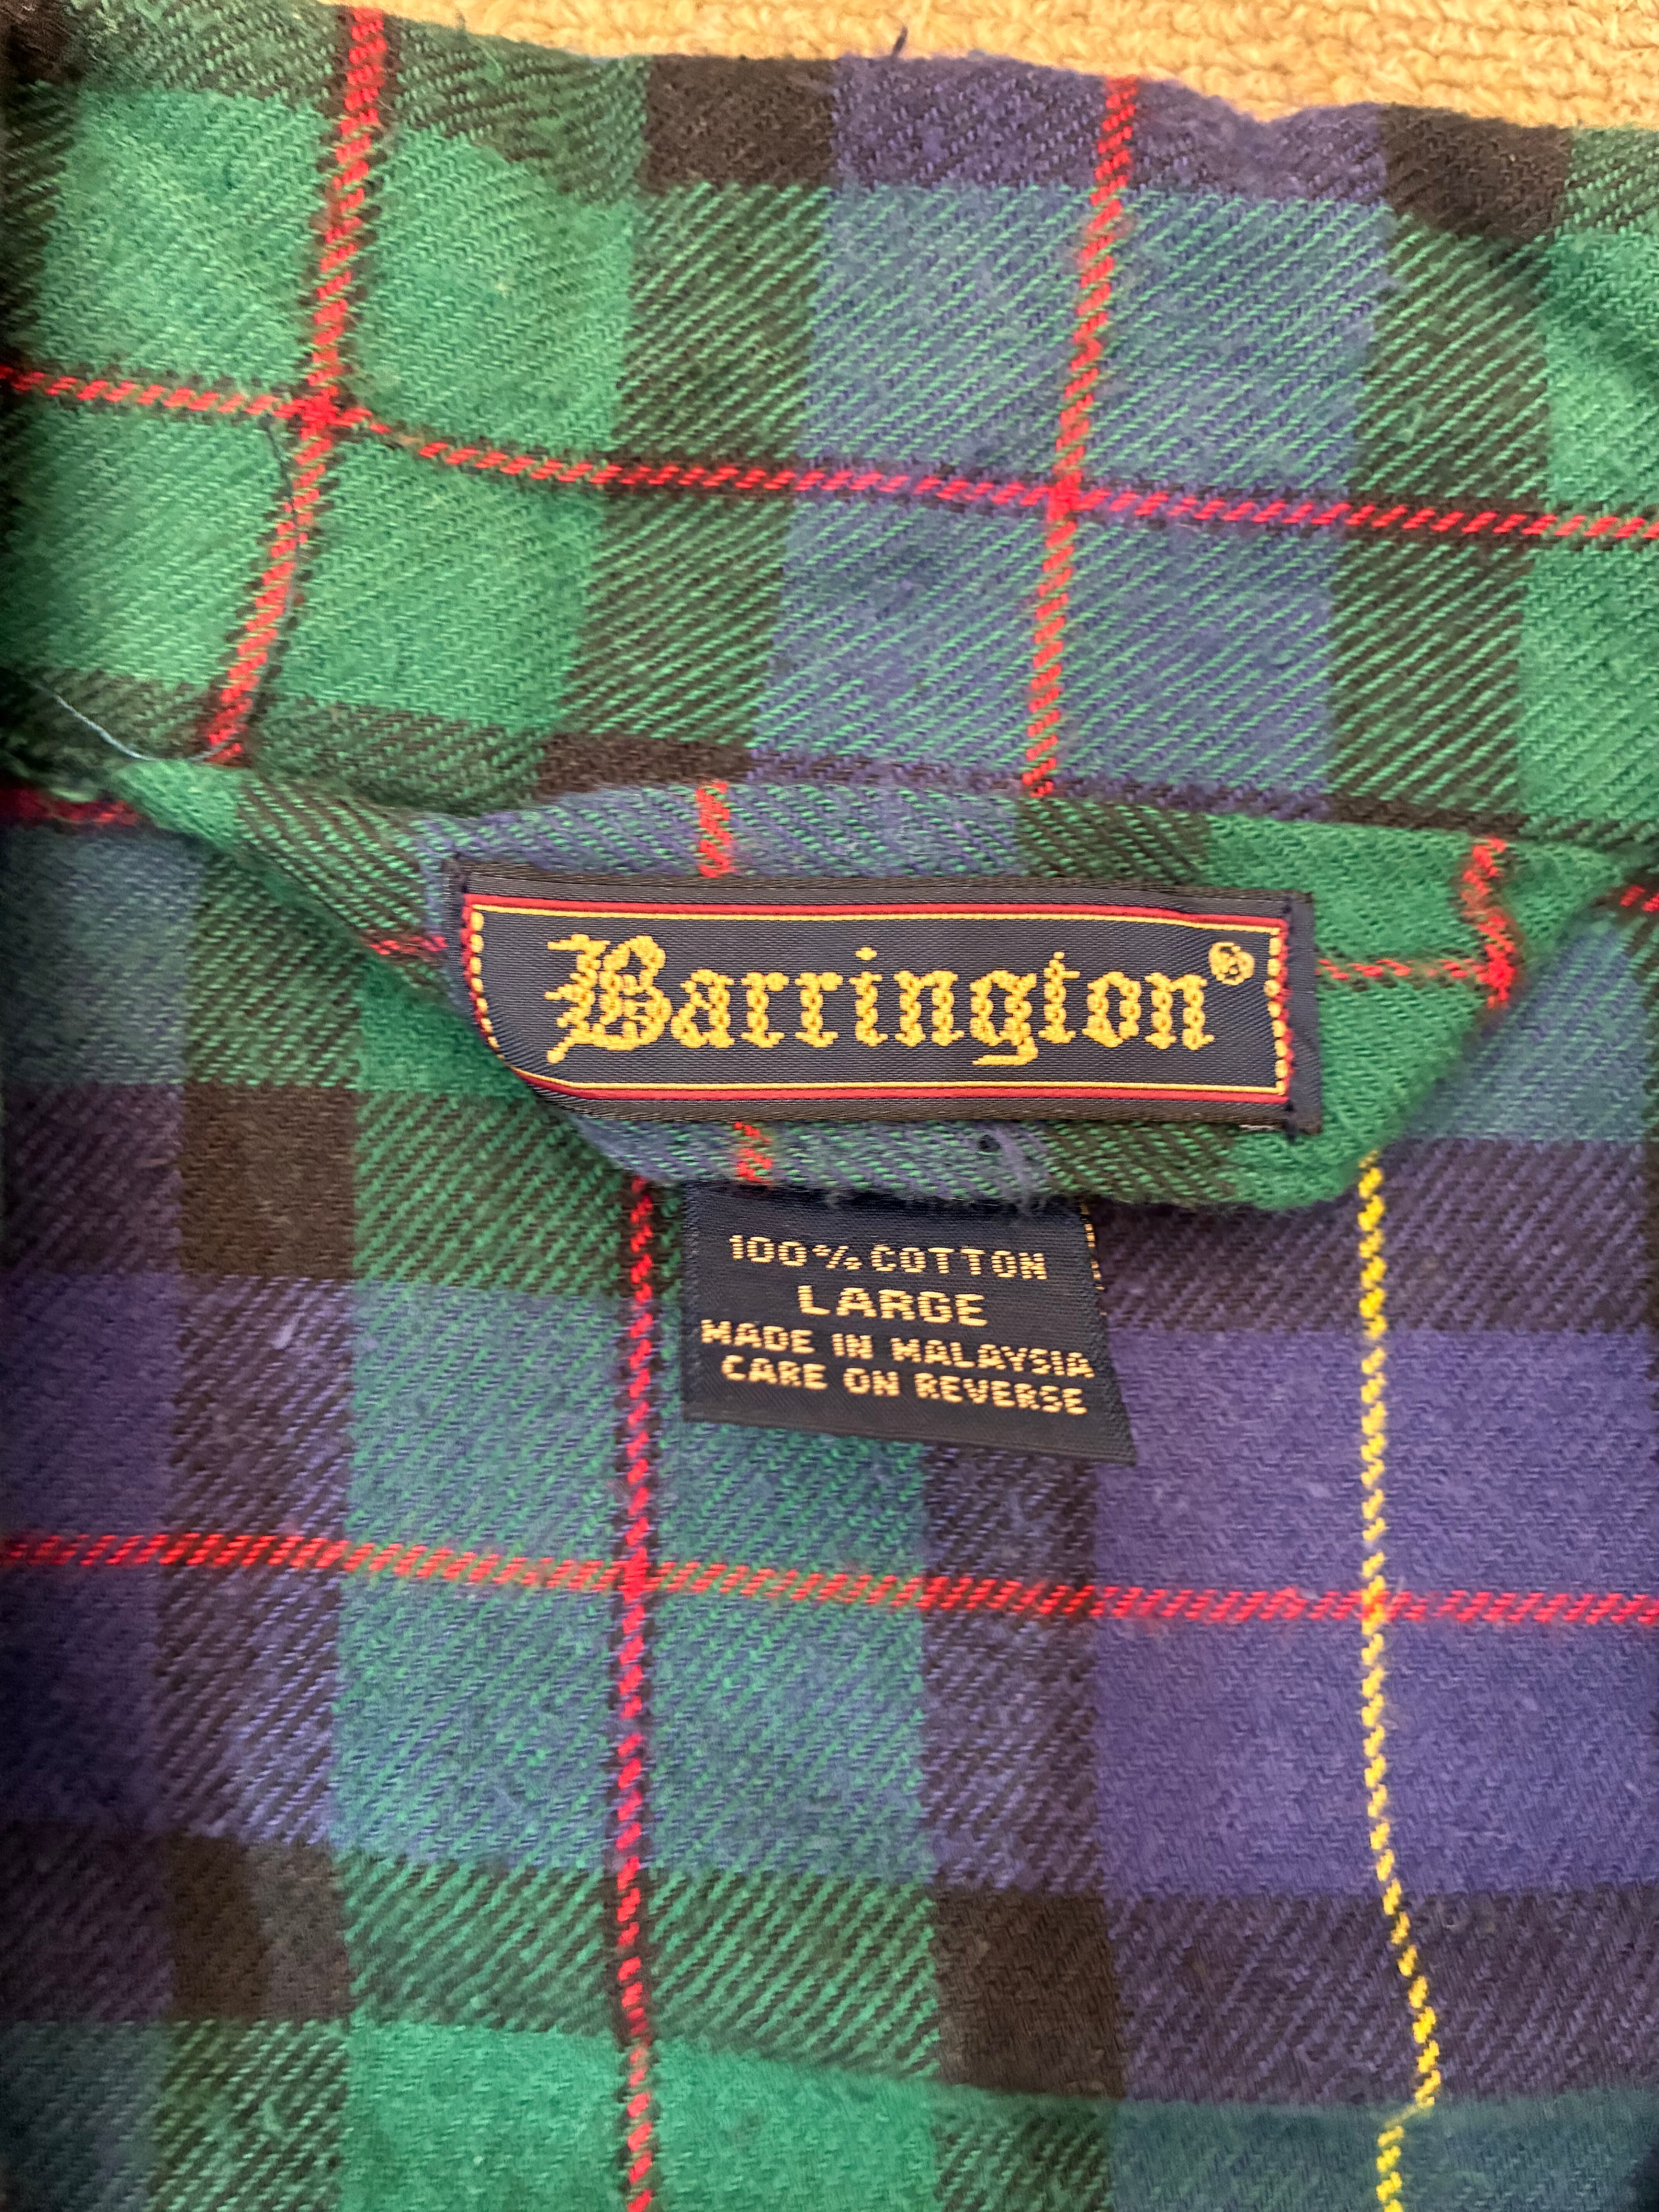 Barrington®
100% COTTON
LARGE
MADE IN MALAYSIA
CARE ON REVERSE